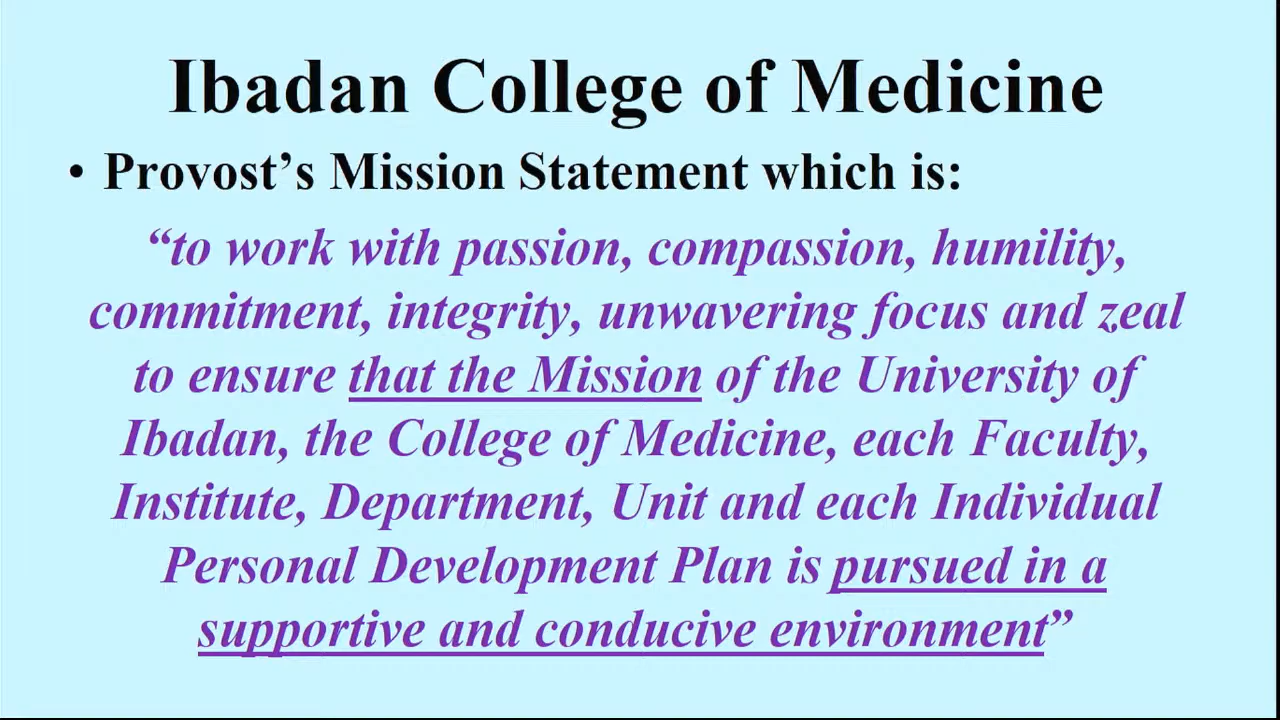 Ibadan College of Medicine
• Provost’s Mission Statement which is:
“to work with passion, compassion, humility,
commitment, integrity, unwavering focus and zeal
to ensure that the Mission of the University of
Ibadan, the College of Medicine, each Faculty,
Institute, Department, Unit and each Individual
Personal Development Plan is pursued in a
supportive and conducive environment”